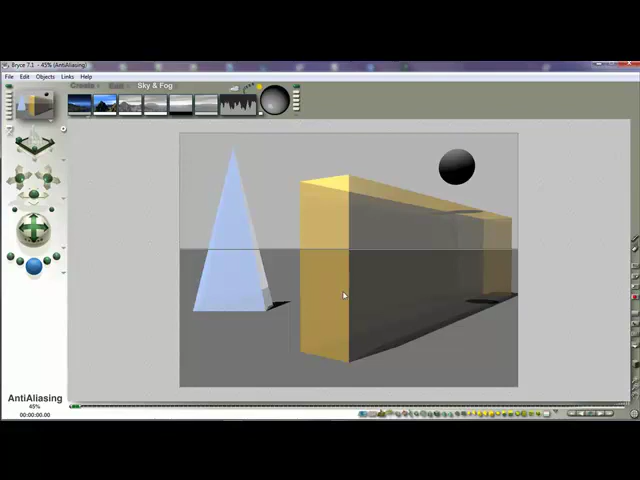 Bryce 7.1 - 45% (AntiAliasing)
File Edit Objects Links Help
Create Edit Sky & Fog
AntiAliasing
45%
00:00:00.00